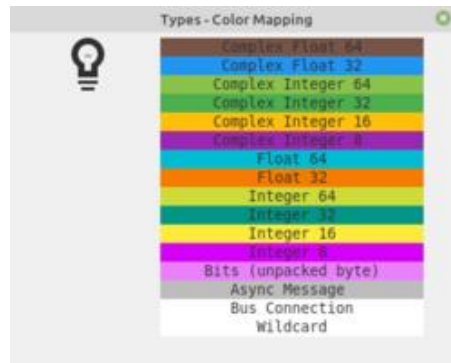 Types - Color Mapping
Complex Float 64
Complex Float 32
Complex Integer 64
Complex Integer 32
Complex Integer 16
Complex Integer 8
Float 64
Float 32
Integer 64
Integer 32
Integer 16
Integer 8
Bits (unpacked byte)
Async Message
Bus Connection
Wildcard